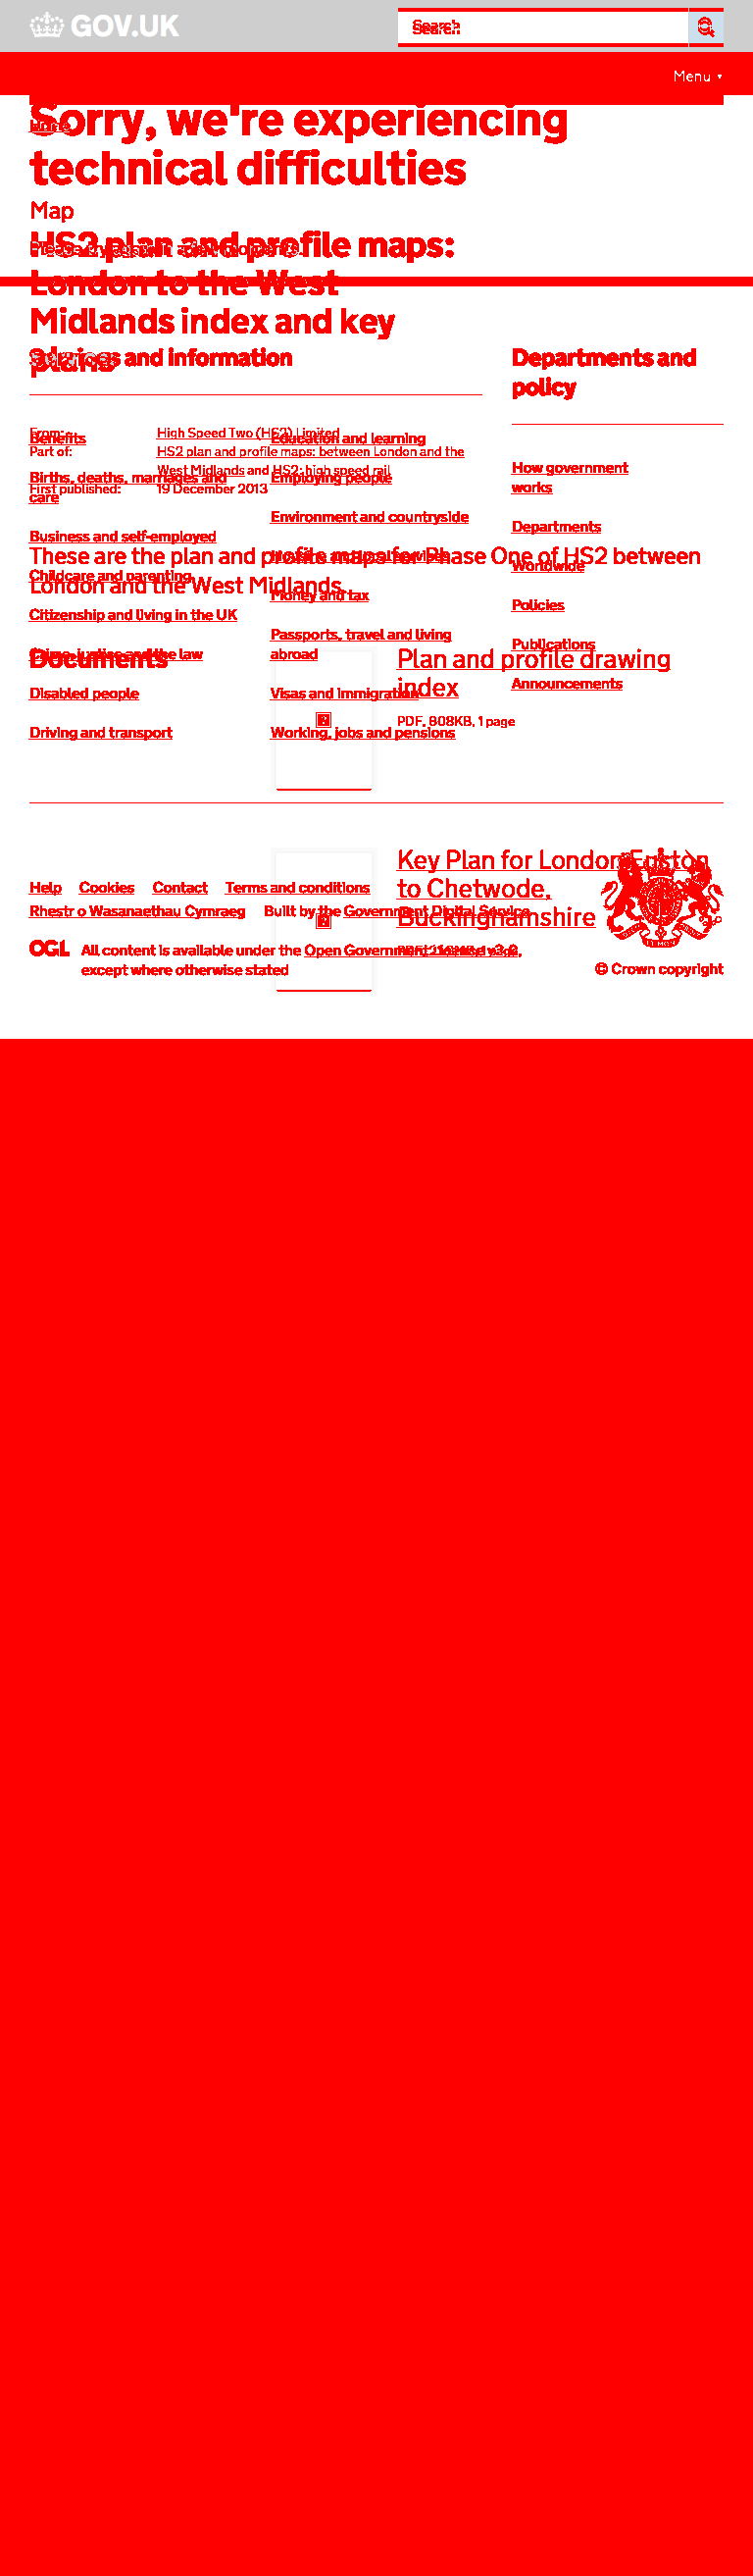 GOV.UK
Search
Menu
Home
Sorry, we're experiencing
technical difficulties
Map
HS2 plan and profile maps:
Please try again
London to the West
Midlands index and key
plans
Services and information
Departments and
policy
From:
High Speed Two (HS2) Limited
Benefits
Education and learning
Part of:
HS2 plan and profile maps: between London and the
West Midlands and HS2: high speed rail
How government
works
Births, deaths, marriages and
care
Employing people
First published:
19 December 2013
Environment and countryside
Departments
Business and self-employed
These are the plan and profile maps for Phase One of HS2 between
London and the West Midlands.
Housing and local services
Worldwide
Childcare and parenting
Money and tax
Policies
Citizenship and living in the UK
Passports, travel and living
abroad
Publications
Crime, justice and the law
Documents
Plan and profile drawing
index
Announcements
Disabled people
Visas and immigration
PDF, 808KB, 1 page
Driving and transport
Working, jobs and pensions
Key Plan for London Euston
to Chetwode,
Buckinghamshire
Help Cookies Contact Terms and conditions
Rhestr o Wasanaethau Cymraeg Built by the Government Digital Service
OGL All content is available under the Open Government Licence v3.0,
except where otherwise stated
© Crown copyright